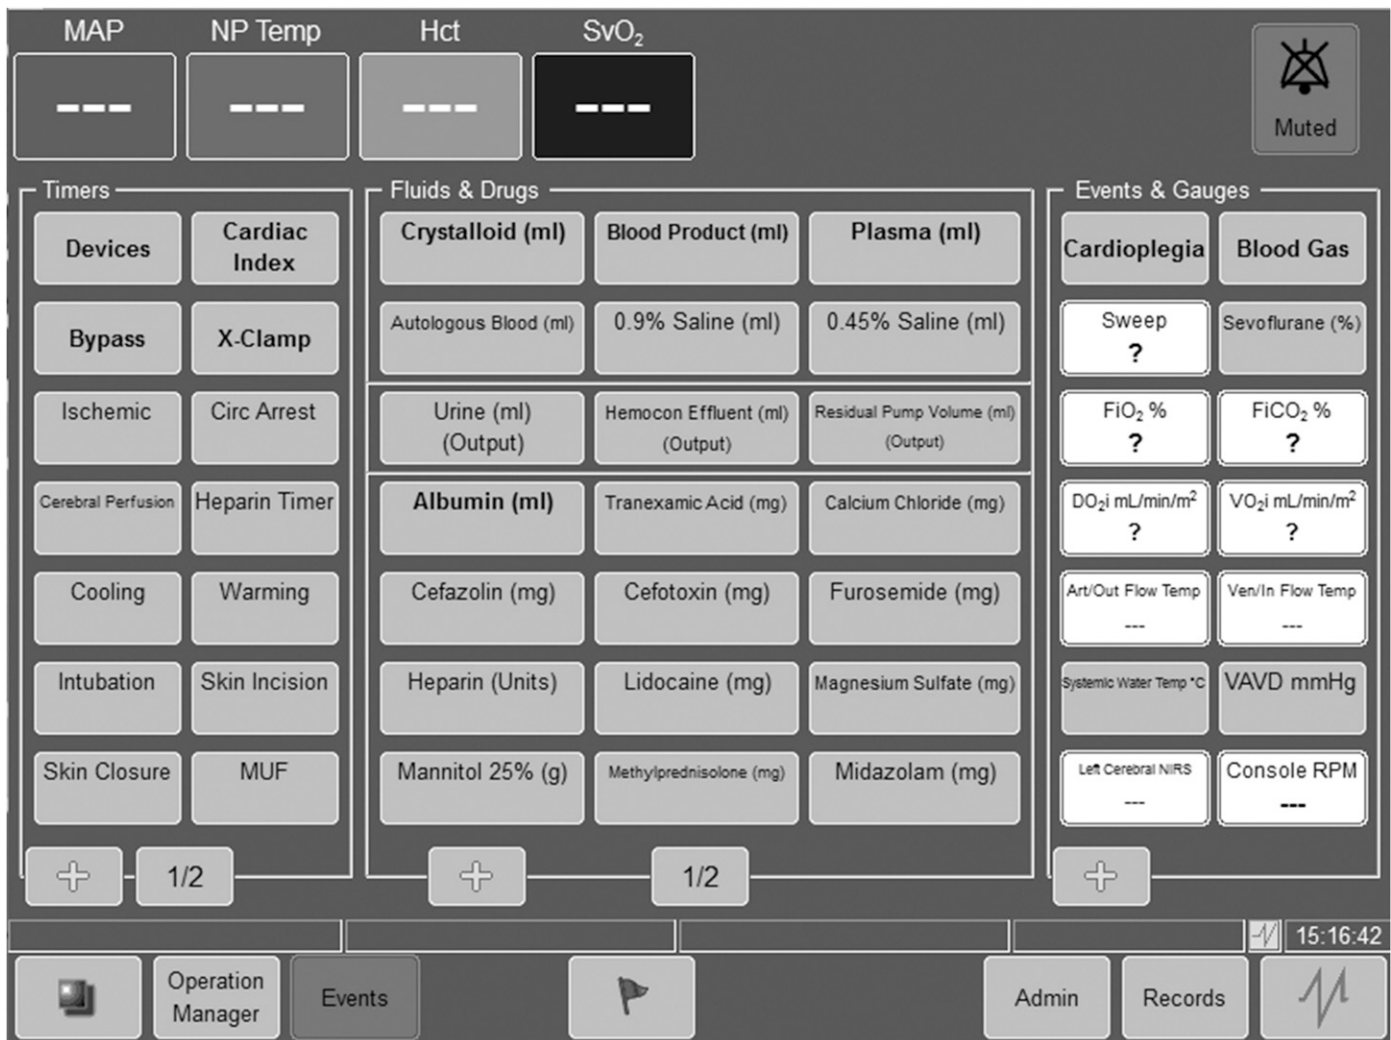 MAP NP Temp Hct SvO₂
--- --- --- ---
Muted
Timers
Devices
Cardiac
Index
Bypass
X-Clamp
Ischemic
Circ Arrest
Cerebral Perfusion
Heparin Timer
Cooling
Warming
Intubation
Skin Incision
Skin Closure
MUF
1/2
Fluids & Drugs
Crystalloid (ml)
Blood Product (ml)
Plasma (ml)
Autologous Blood (ml)
0.9% Saline (ml)
0.45% Saline (ml)
Urine (ml)
(Output)
Hemocon Effluent (ml)
(Output)
Residual Pump Volume (ml)
(Output)
Albumin (ml)
Tranexamic Acid (mg)
Calcium Chloride (mg)
Cefazolin (mg)
Cefotoxin (mg)
Furosemide (mg)
Heparin (Units)
Lidocaine (mg)
Magnesium Sulfate (mg)
Mannitol 25% (g)
Methylprednisolone (mg)
Midazolam (mg)
1/2
Events & Gauges
Cardioplegia
Blood Gas
Sweep
?
Sevoflurane (%)
FiO₂ %
?
FiCO₂ %
?
DO₂i mL/min/m²
?
VO₂i mL/min/m²
?
Art/Out Flow Temp
---
Ven/In Flow Temp
---
Systemic Water Temp °C
VAVD mmHg
Left Cerebral NIRS
---
Console RPM
---
15:16:42
Operation
Manager
Events
Admin
Records